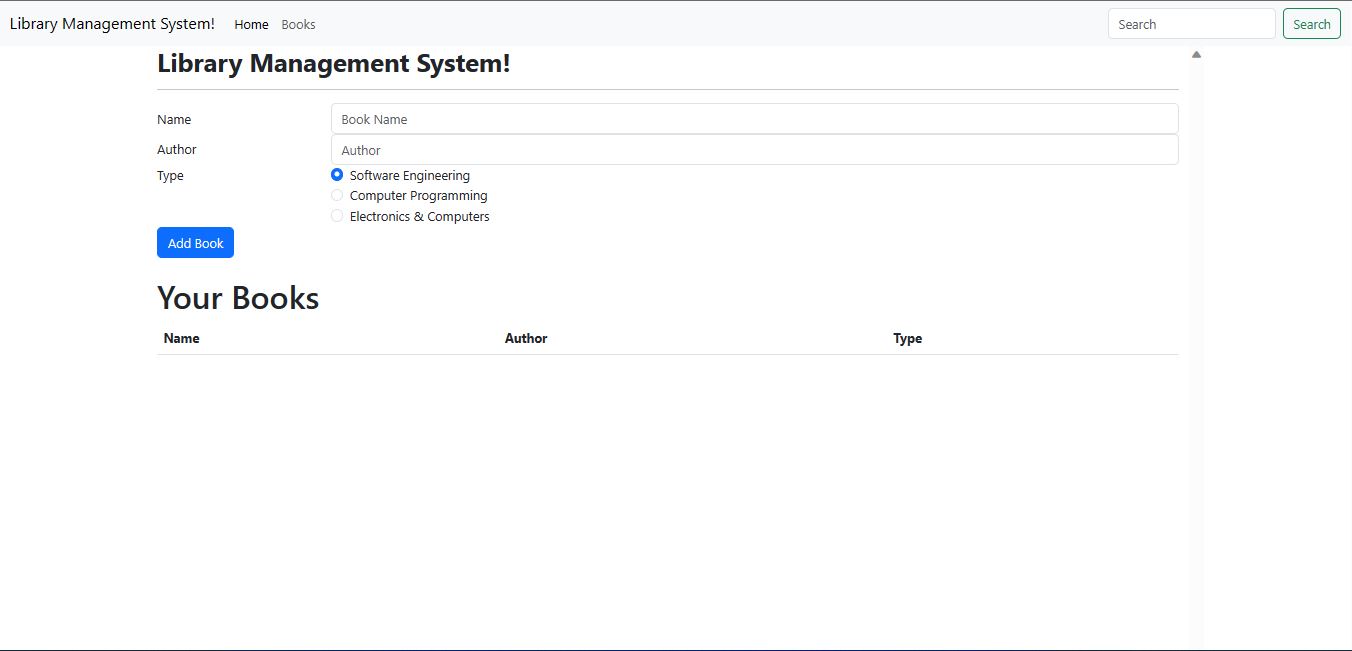 Library Management System! Home Books Search Search
Library Management System!
Name Book Name
Author Author
Type Software Engineering
Computer Programming
Electronics & Computers
Add Book
Your Books
Name Author Type